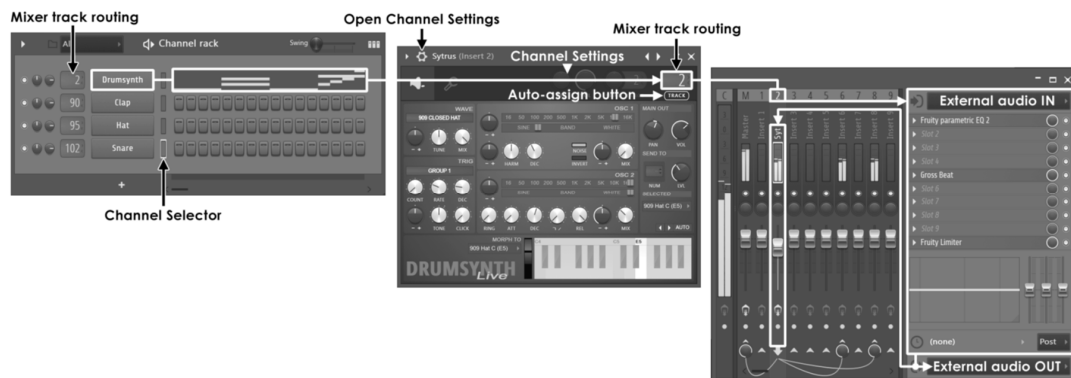 Mixer track routing
Open Channel Settings
Mixer track routing
Channel rack
Swing
2
Drumsynth
90
Clap
95
Hat
102
Snare
+
Channel Selector
Sytrus (Insert 2)
Channel Settings
2
Auto-assign button
TRACK
WAVE
909 CLOSED HAT
TUNE
MIX
TRIG
GROUP 1
COUNT
RATE
DEC
TUNE
CLICK
OSC 1
SINE
BAND
WHITE
HARM
DEC
NOISE
INVERT
MIX
OSC 2
SINE
BAND
WHITE
RING
ATT
DEC
REL
MIX
MAIN OUT
PAN
VOL
SEND TO
NUM
LVL
SELECTED
909 Hat C (E5)
AUTO
MORPH TO
909 Hat C (E5)
DRUMSYNTH
Live
C M 1 2 3 4 5 6 7 8 9
Master
Insert 1
Syt
External audio IN
Fruity parametric EQ 2
Slot 2
Slot 3
Slot 4
Gross Beat
Slot 6
Slot 7
Slot 8
Slot 9
Fruity Limiter
(none)
Post
External audio OUT